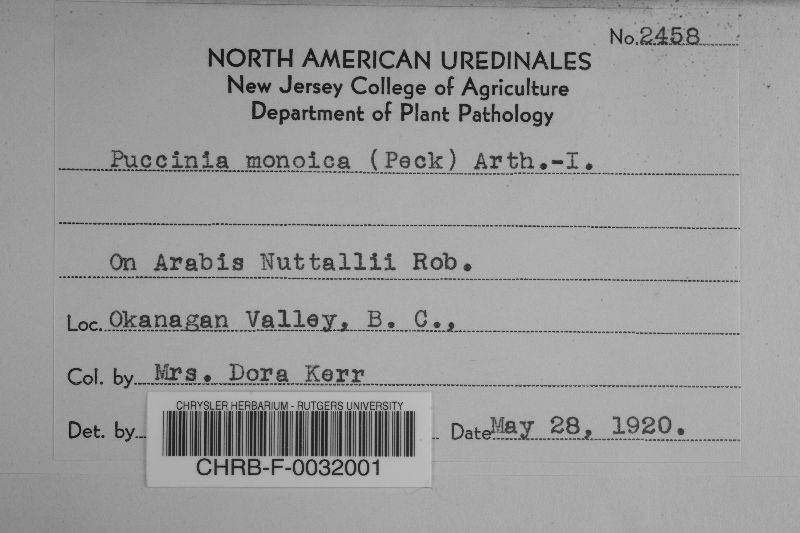 No. 2458
NORTH AMERICAN UREDINALES
New Jersey College of Agriculture
Department of Plant Pathology
Puccinia monoica (Peck) Arth.-I.
On Arabis Nuttallii Rob.
Loc. Okanagan Valley, B. C.,
Col. by Mrs. Dora Kerr
Det. by Date May 28, 1920.
CHRYSLER HERBARIUM - RUTGERS UNIVERSITY
CHRB-F-0032001